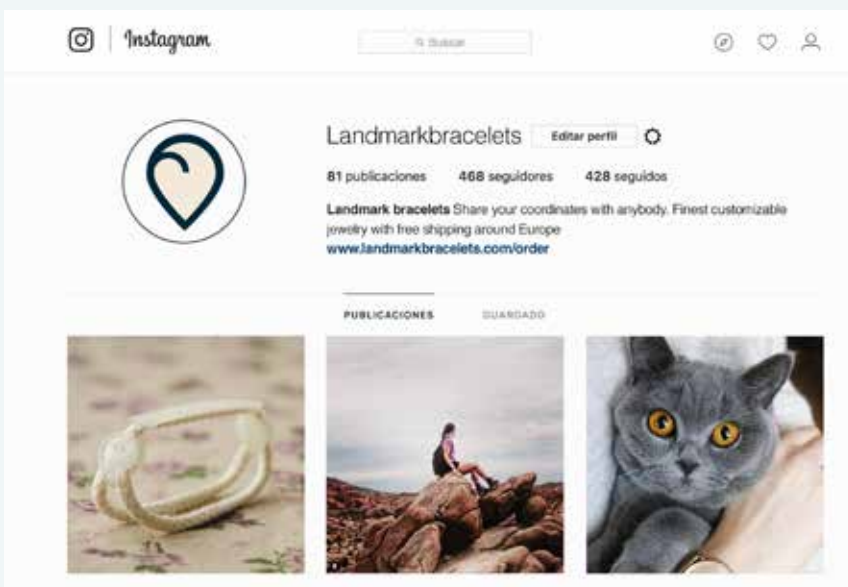 Instagram
Buscar
Landmarkbracelets Editar perfil
81 publicaciones 468 seguidores 428 seguidos
Landmark bracelets Share your coordinates with anybody. Finest customizable
jewelry with free shipping around Europe
www.landmarkbracelets.com/order
PUBLICACIONES GUARDADO